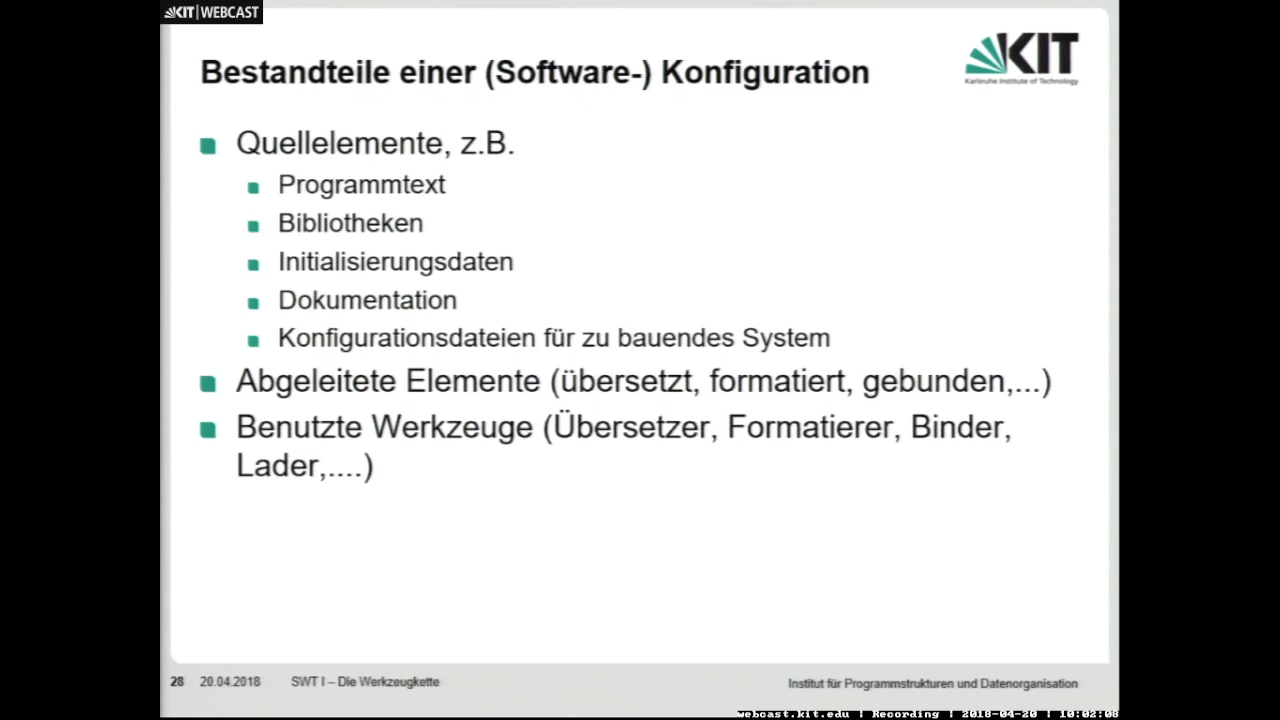 KIT | WEBCAST
Bestandteile einer (Software-) Konfiguration
KIT
Karlsruhe Institute of Technology
Quellelemente, z.B.
Programmtext
Bibliotheken
Initialisierungsdaten
Dokumentation
Konfigurationsdateien für zu bauendes System
Abgeleitete Elemente (übersetzt, formatiert, gebunden,...)
Benutzte Werkzeuge (Übersetzer, Formatierer, Binder,
Lader,....)
28 20.04.2018 SWT I – Die Werkzeugkette
Institut für Programmstrukturen und Datenorganisation
webcast.kit.edu | Recording | 2018-04-20 | 10:02:08